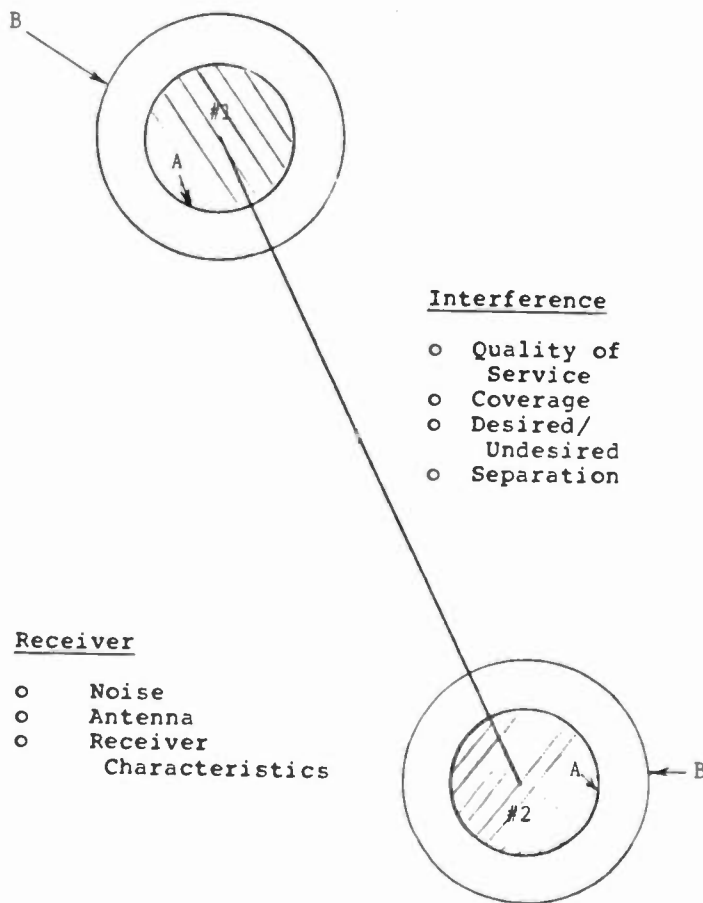 B
#1
A
Interference
o Quality of
Service
o Coverage
o Desired/
Undesired
o Separation
Receiver
o Noise
o Antenna
o Receiver
Characteristics
A
B
#2